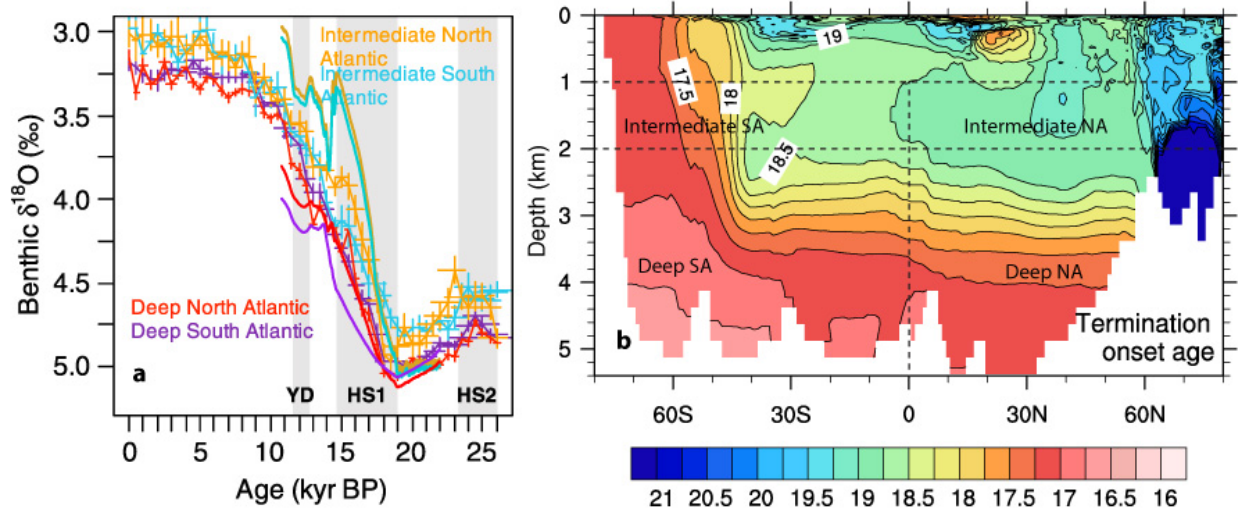 3.0
3.5
4.0
4.5
5.0
Benthic δ¹⁸O (‰)
Intermediate North
Atlantic
Intermediate South
Atlantic
Deep North Atlantic
Deep South Atlantic
a
YD
HS1
HS2
0
5
10
15
20
25
Age (kyr BP)
0
1
2
3
4
5
Depth (km)
19
17.5
18
18.5
Intermediate SA
Intermediate NA
Deep SA
Deep NA
b
Termination
onset age
60S
30S
0
30N
60N
21
20.5
20
19.5
19
18.5
18
17.5
17
16.5
16